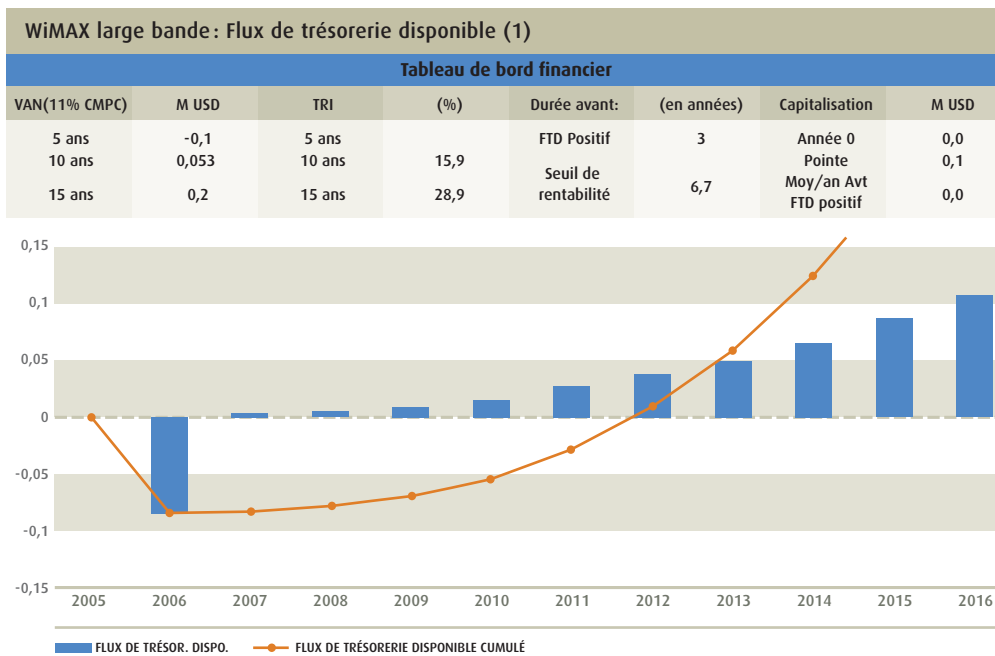 WiMAX large bande : Flux de trésorerie disponible (1)
Tableau de bord financier
VAN(11% CMPC) M USD TRI (%) Durée avant: (en années) Capitalisation M USD
5 ans -0,1 5 ans FTD Positif 3 Année 0 0,0
10 ans 0,053 10 ans 15,9 Seuil de rentabilité 6,7 Pointe 0,1
15 ans 0,2 15 ans 28,9 Moy/an Avt FTD positif 0,0
0,15
0,1
0,05
0
-0,05
-0,1
-0,15
2005 2006 2007 2008 2009 2010 2011 2012 2013 2014 2015 2016
FLUX DE TRÉSOR. DISPO. FLUX DE TRÉSORERIE DISPONIBLE CUMULÉ